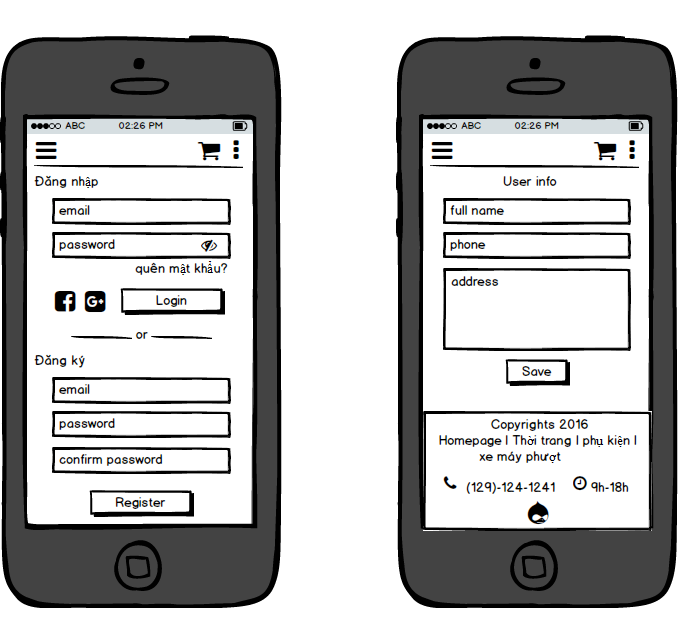 ABC 02:26 PM
Đăng nhập
email
password
quên mật khẩu?
f G+ Login
or
Đăng ký
email
password
confirm password
Register
ABC 02:26 PM
User info
full name
phone
address
Save
Copyrights 2016
Homepage | Thời trang | phụ kiện |
xe máy phượt
(129)-124-1241 9h-18h